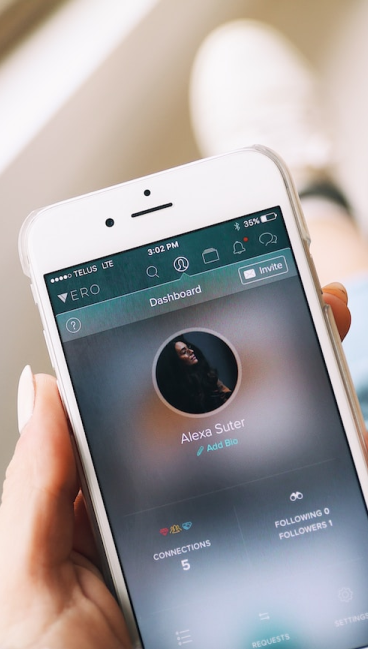 TELUS LTE 3:02 PM 35%
VERO
Dashboard Invite
?
Alexa Suter
Add Bio
CONNECTIONS
5
FOLLOWING 0
FOLLOWERS 1
REQUESTS
SETTINGS